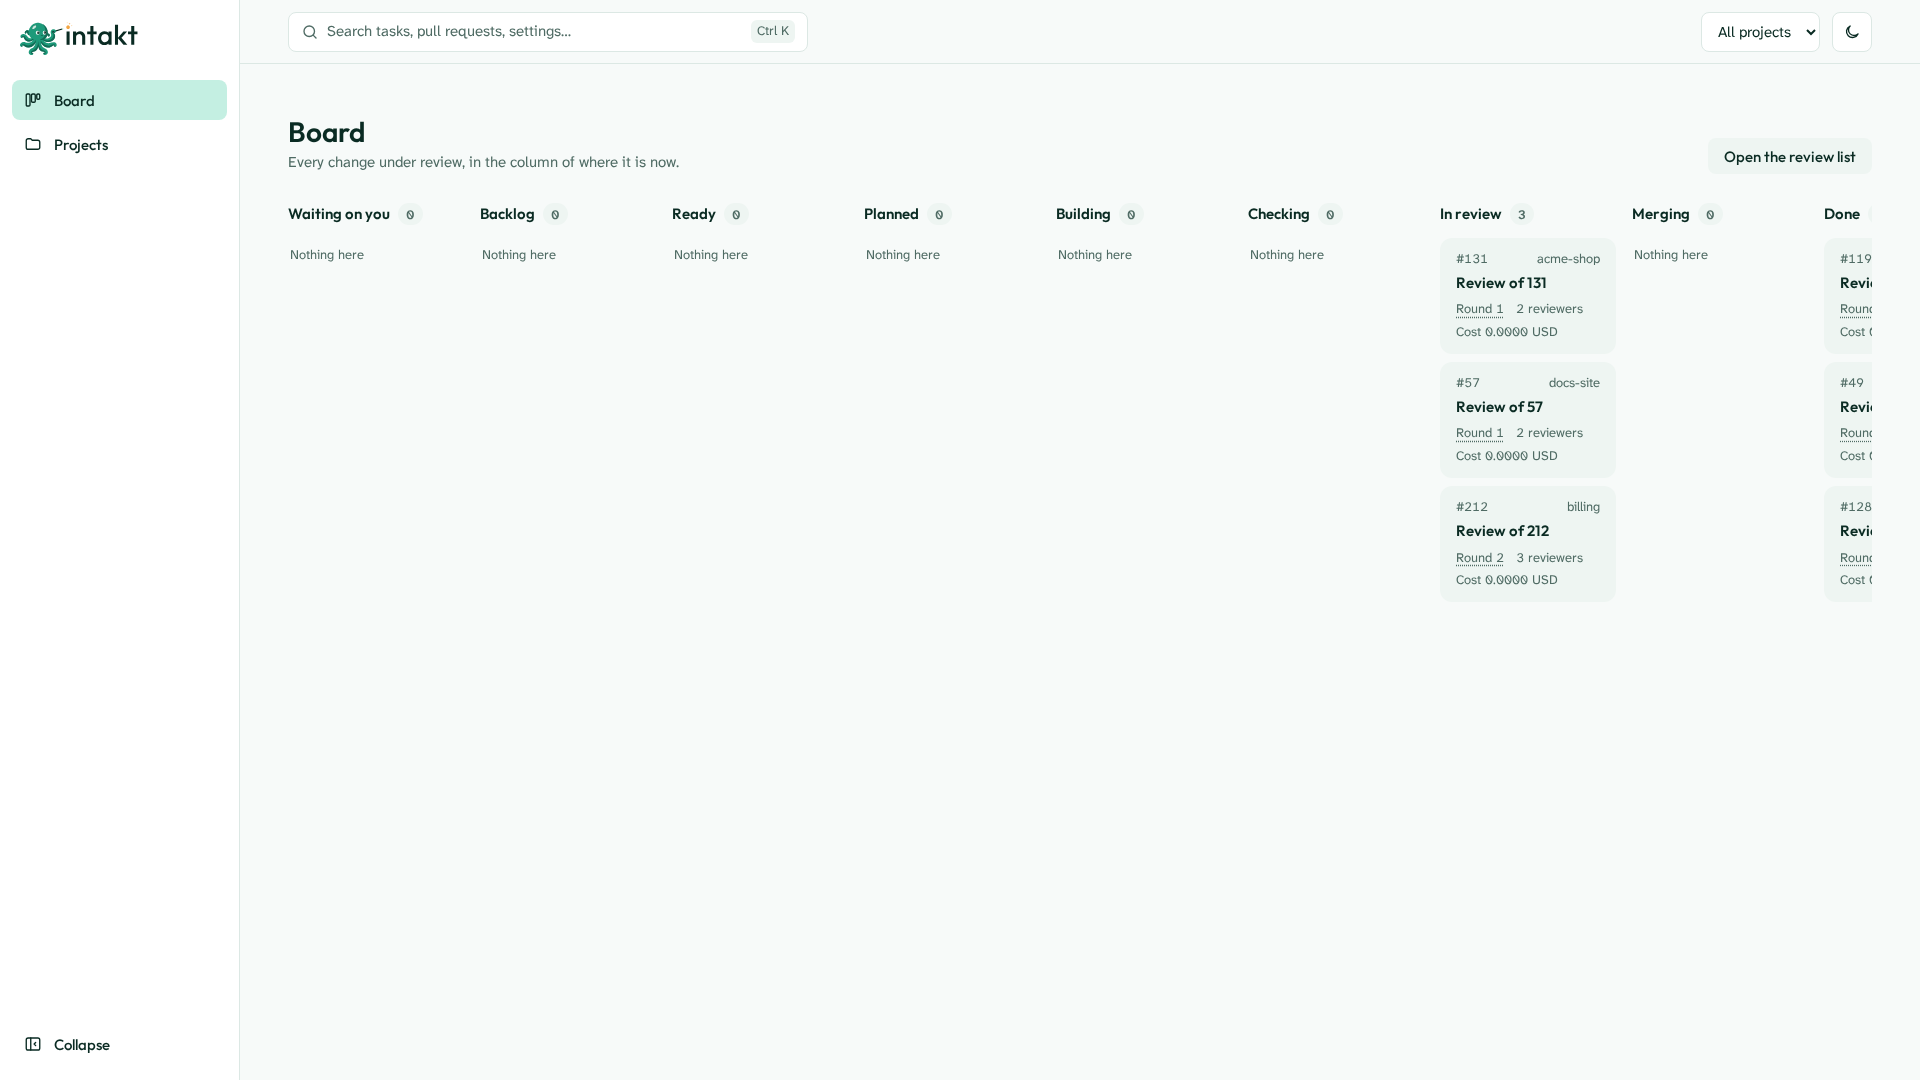 intakt
Search tasks, pull requests, settings...
Ctrl K
All projects
Board
Projects
Board
Every change under review, in the column of where it is now.
Open the review list
Waiting on you 0
Nothing here
Backlog 0
Nothing here
Ready 0
Nothing here
Planned 0
Nothing here
Building 0
Nothing here
Checking 0
Nothing here
In review 3
#131 acme-shop
Review of 131
Round 1 2 reviewers
Cost 0.0000 USD
#57 docs-site
Review of 57
Round 1 2 reviewers
Cost 0.0000 USD
#212 billing
Review of 212
Round 2 3 reviewers
Cost 0.0000 USD
Merging 0
Nothing here
Done
#119
Cost
#49
Cost
#128
Cost
Collapse